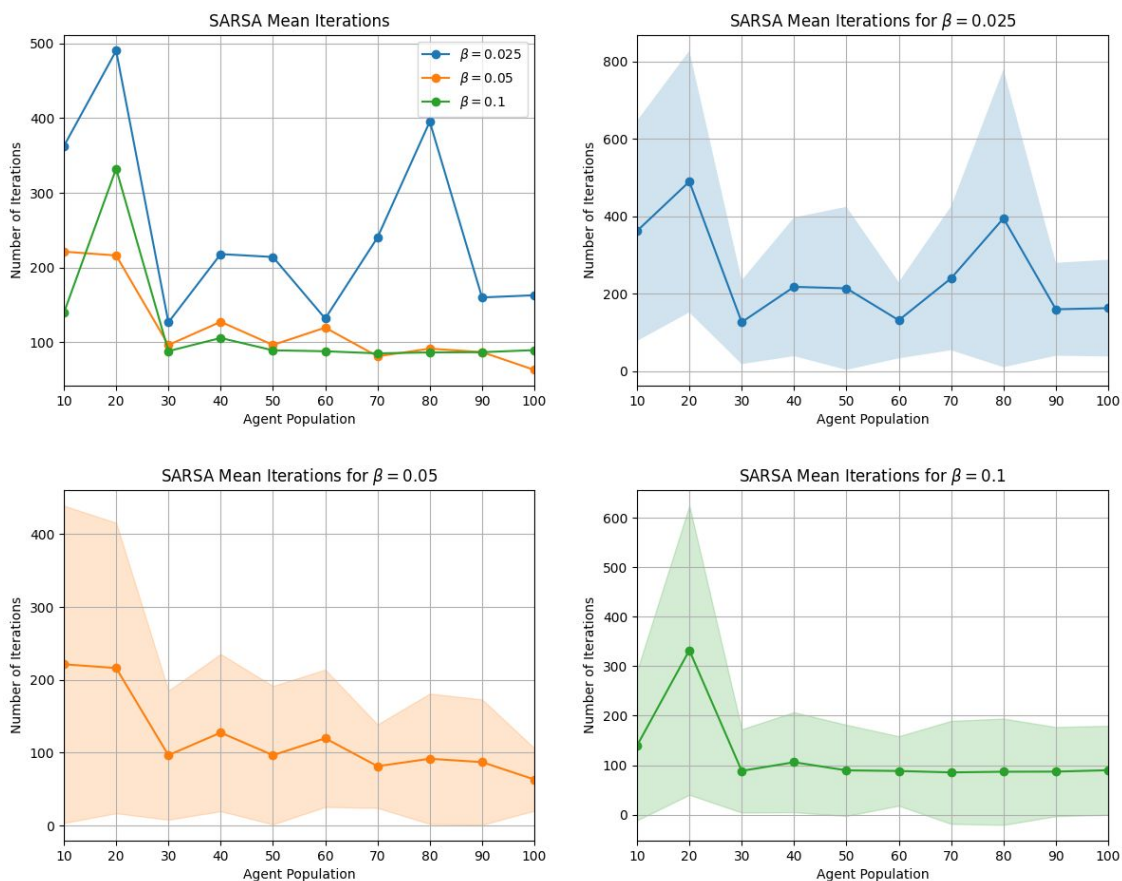 SARSA Mean Iterations
Number of Iterations
500
400
300
200
100
β = 0.025
β = 0.05
β = 0.1
10 20 30 40 50 60 70 80 90 100
Agent Population
SARSA Mean Iterations for β = 0.025
Number of Iterations
800
600
400
200
0
10 20 30 40 50 60 70 80 90 100
Agent Population
SARSA Mean Iterations for β = 0.05
Number of Iterations
400
300
200
100
0
10 20 30 40 50 60 70 80 90 100
Agent Population
SARSA Mean Iterations for β = 0.1
Number of Iterations
600
500
400
300
200
100
0
10 20 30 40 50 60 70 80 90 100
Agent Population